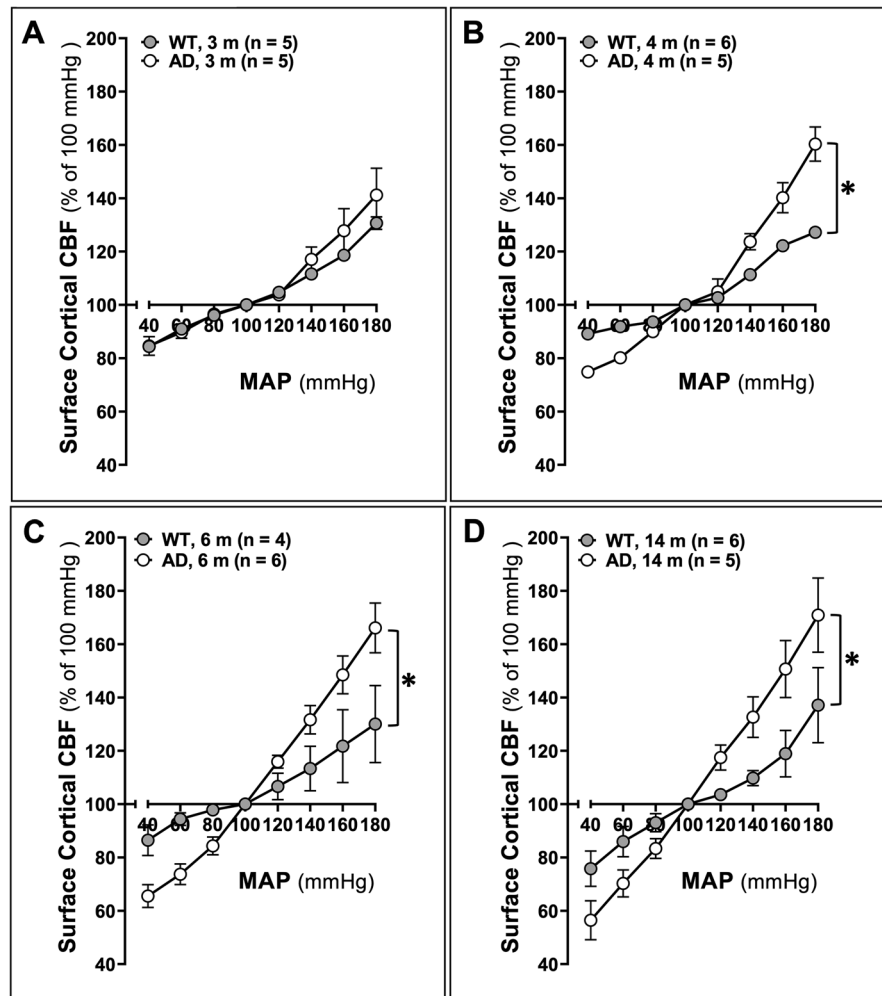 A
WT, 3 m (n = 5)
AD, 3 m (n = 5)
Surface Cortical CBF (% of 100 mmHg )
200
180
160
140
120
100
80
60
40
40 60 80 100 120 140 160 180
MAP (mmHg)
B
WT, 4 m (n = 6)
AD, 4 m (n = 5)
Surface Cortical CBF (% of 100 mmHg )
200
180
160
140
120
100
80
60
40
40 60 80 100 120 140 160 180
MAP (mmHg)
*
C
WT, 6 m (n = 4)
AD, 6 m (n = 6)
Surface Cortical CBF (% of 100 mmHg )
200
180
160
140
120
100
80
60
40
40 60 80 100 120 140 160 180
MAP (mmHg)
*
D
WT, 14 m (n = 6)
AD, 14 m (n = 5)
Surface Cortical CBF (% of 100 mmHg )
200
180
160
140
120
100
80
60
40
40 60 80 100 120 140 160 180
MAP (mmHg)
*